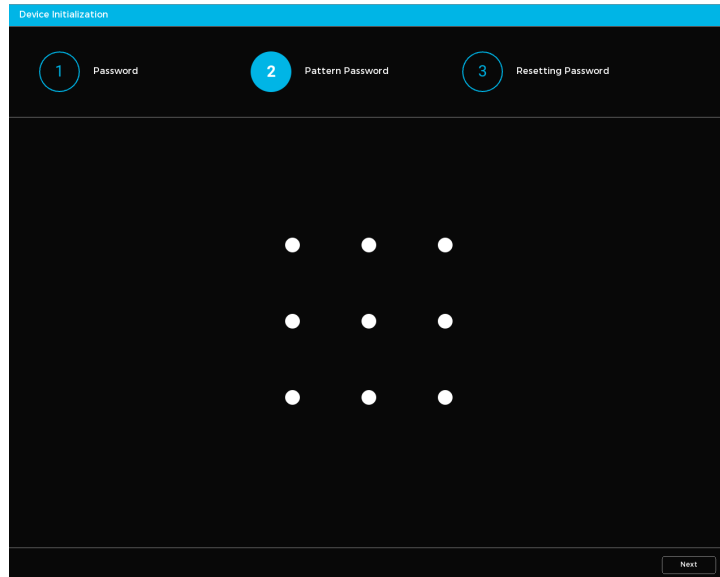 Device Initialization
1 Password 2 Pattern Password 3 Resetting Password
Next